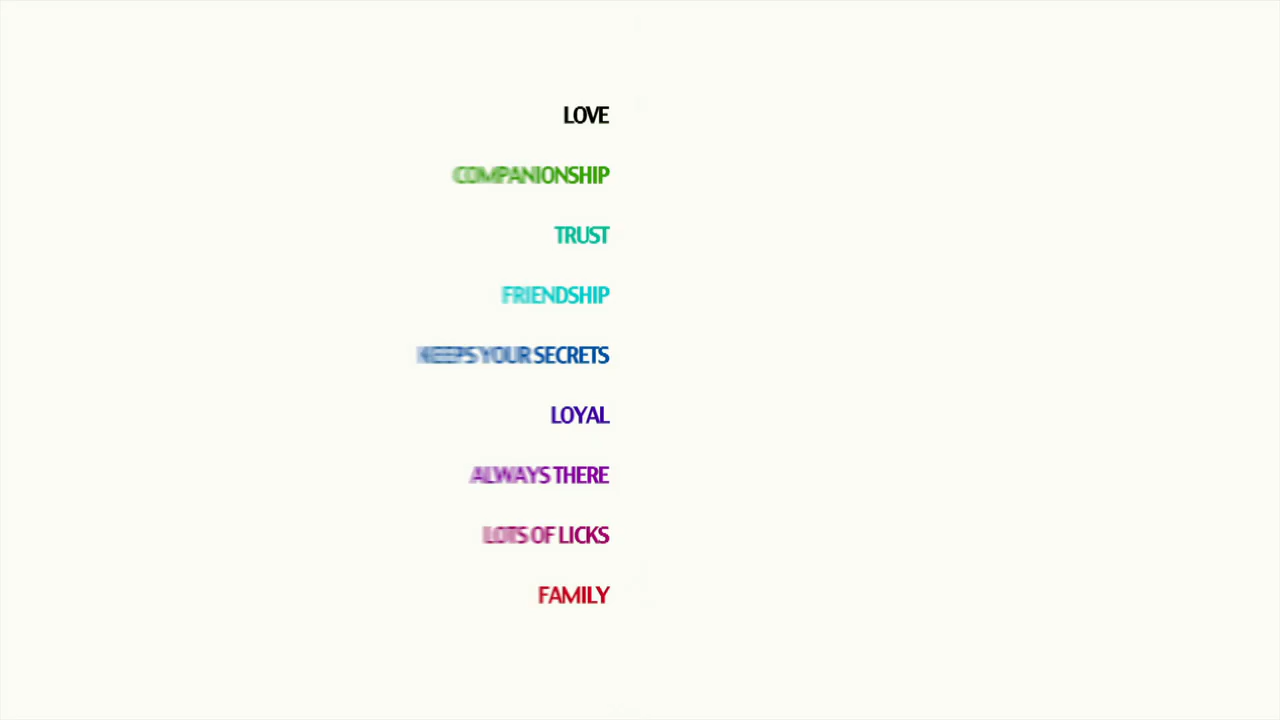 LOVE
COMPANIONSHIP
TRUST
FRIENDSHIP
KEEPS YOUR SECRETS
LOYAL
ALWAYS THERE
LOTS OF LICKS
FAMILY